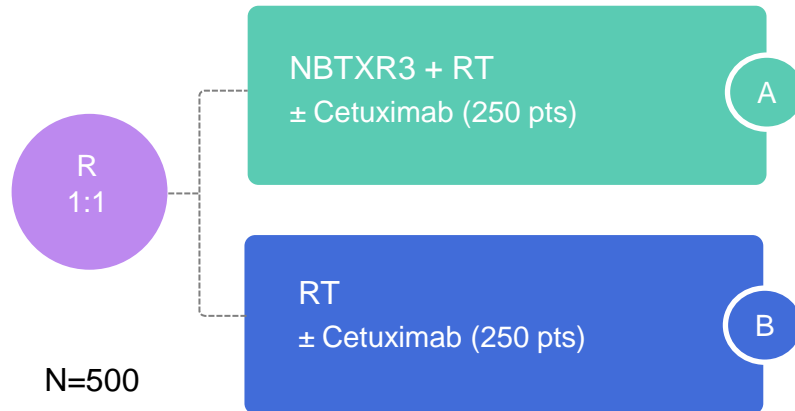 R
1:1
NBTXR3 + RT
± Cetuximab (250 pts)
A
RT
± Cetuximab (250 pts)
B
N=500